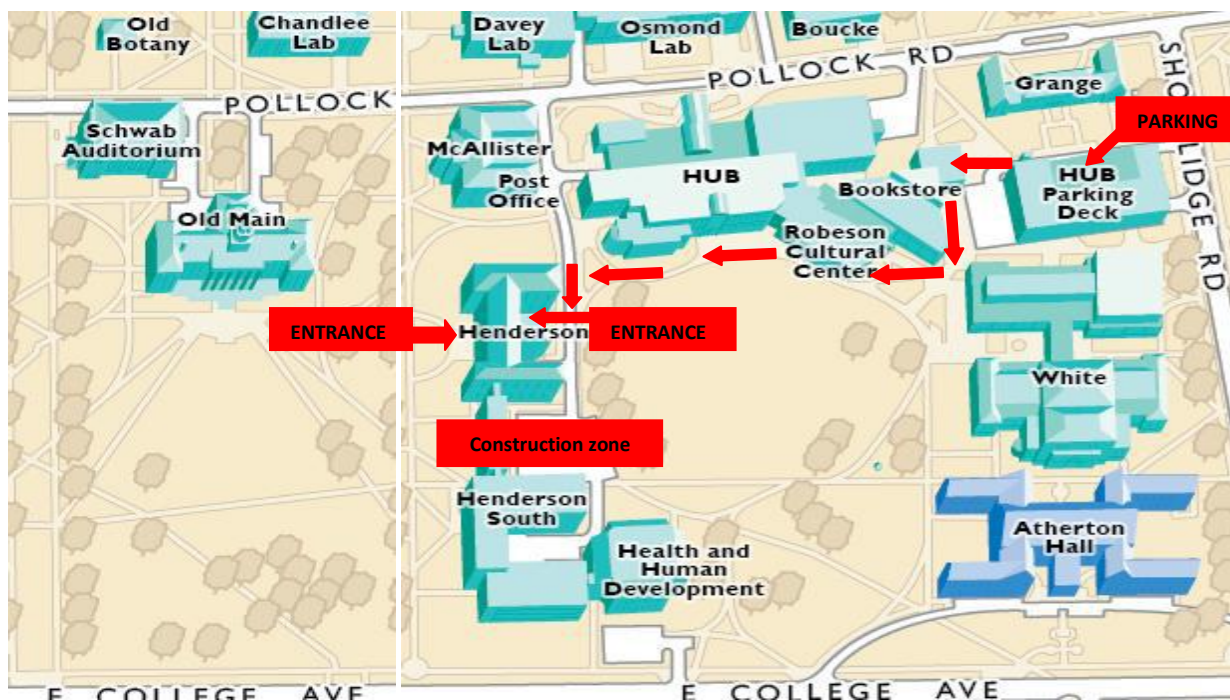 Old
Botany
Chandlee
Lab
Davey
Lab
Osmond
Lab
Boucke
POLLOCK RD
Grange
SHO
PARKING
POLLOCK
Schwab
Auditorium
McAllister
Post
Office
HUB
Bookstore
HUB
Parking
Deck
LIDGE RD
Old Main
Robeson
Cultural
Center
ENTRANCE
Henderson
ENTRANCE
White
Construction zone
Henderson
South
Atherton
Hall
Health and
Human
Development
E COLLEGE AVE
E COLLEGE AVE